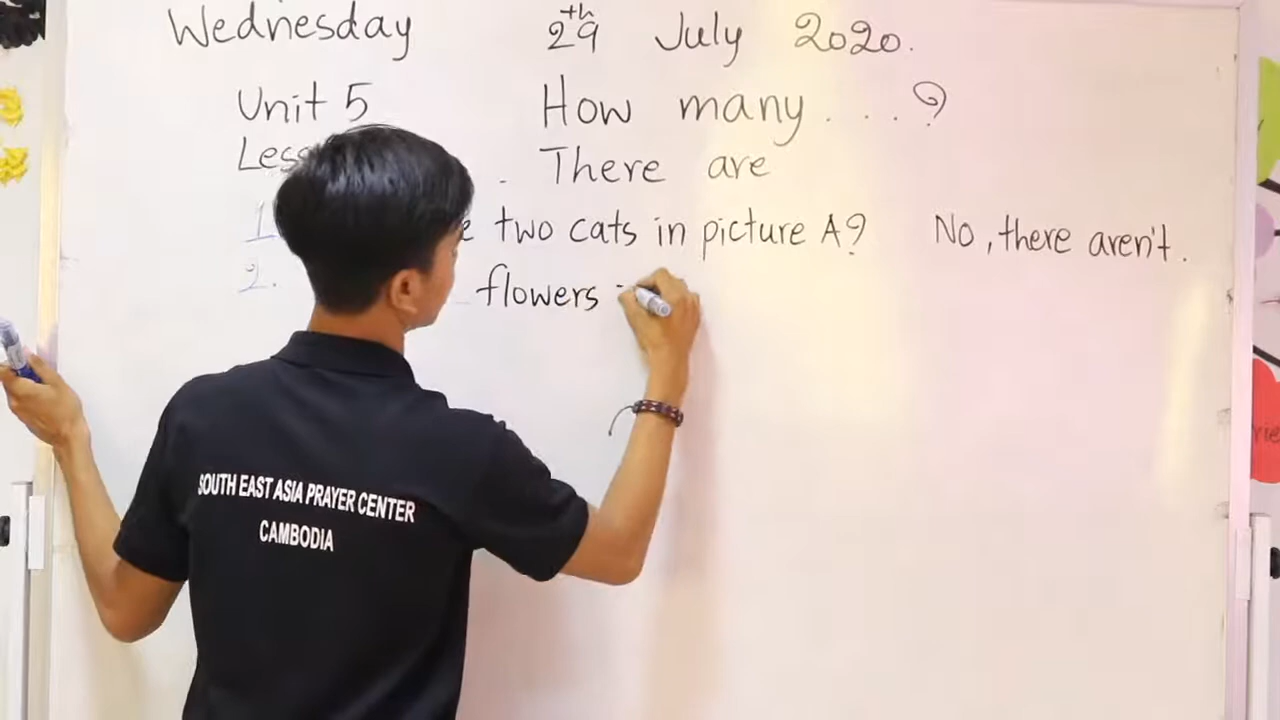 Wednesday 29th July 2020.
Unit 5 How many . . . ?
. There are
1 two cats in picture A? No, there aren't.
2. flowers
SOUTH EAST ASIA PRAYER CENTER
CAMBODIA